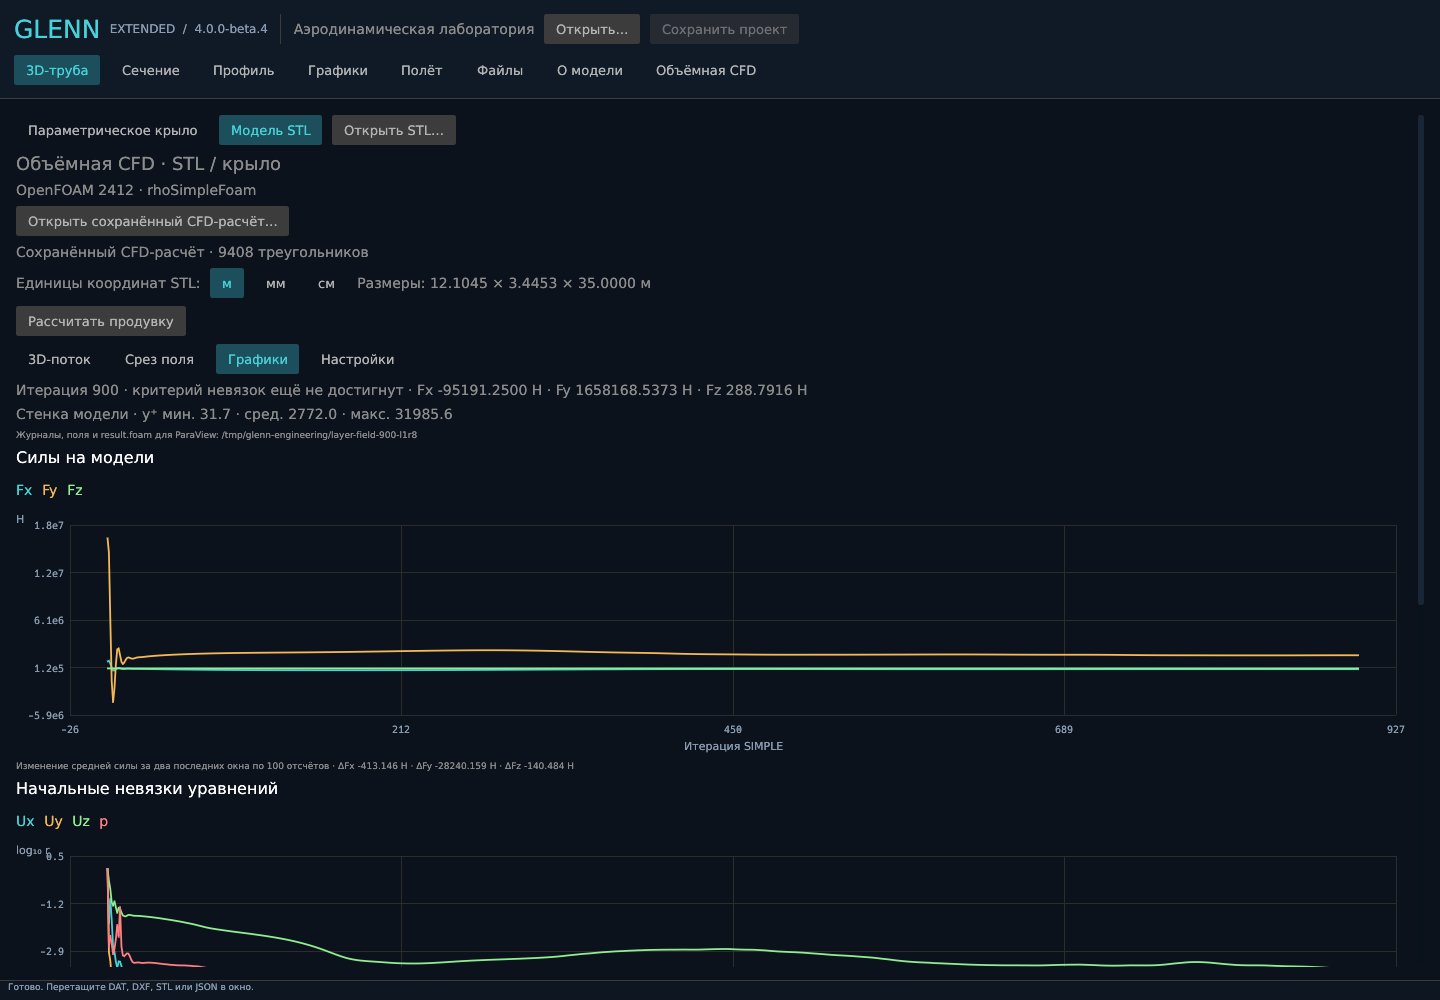 GLENN EXTENDED / 4.0.0-beta.4 Аэродинамическая лаборатория Открыть... Сохранить проект
3D-труба Сечение Профиль Графики Полёт Файлы О модели Объёмная CFD
Параметрическое крыло Модель STL Открыть STL...
Объёмная CFD · STL / крыло
OpenFOAM 2412 · rhoSimpleFoam
Открыть сохранённый CFD-расчёт...
Сохранённый CFD-расчёт · 9408 треугольников
Единицы координат STL: м мм см Размеры: 12.1045 × 3.4453 × 35.0000 м
Рассчитать продувку
3D-поток Срез поля Графики Настройки
Итерация 900 · критерий невязок ещё не достигнут · Fx -95191.2500 Н · Fy 1658168.5373 Н · Fz 288.7916 Н
Стенка модели · y⁺ мин. 31.7 · сред. 2772.0 · макс. 31985.6
Журналы, поля и result.foam для ParaView: /tmp/glenn-engineering/layer-field-900-l1r8
Силы на модели
Fx Fy Fz
Н
1.8e7
1.2e7
6.1e6
1.2e5
-5.9e6
-26 212 450 689 927
Итерация SIMPLE
Изменение средней силы за два последних окна по 100 отсчётов · ΔFx -413.146 Н · ΔFy -28240.159 Н · ΔFz -140.484 Н
Начальные невязки уравнений
Ux Uy Uz p
log₁₀ r
0.5
-1.2
-2.9
Готово. Перетащите DAT, DXF, STL или JSON в окно.